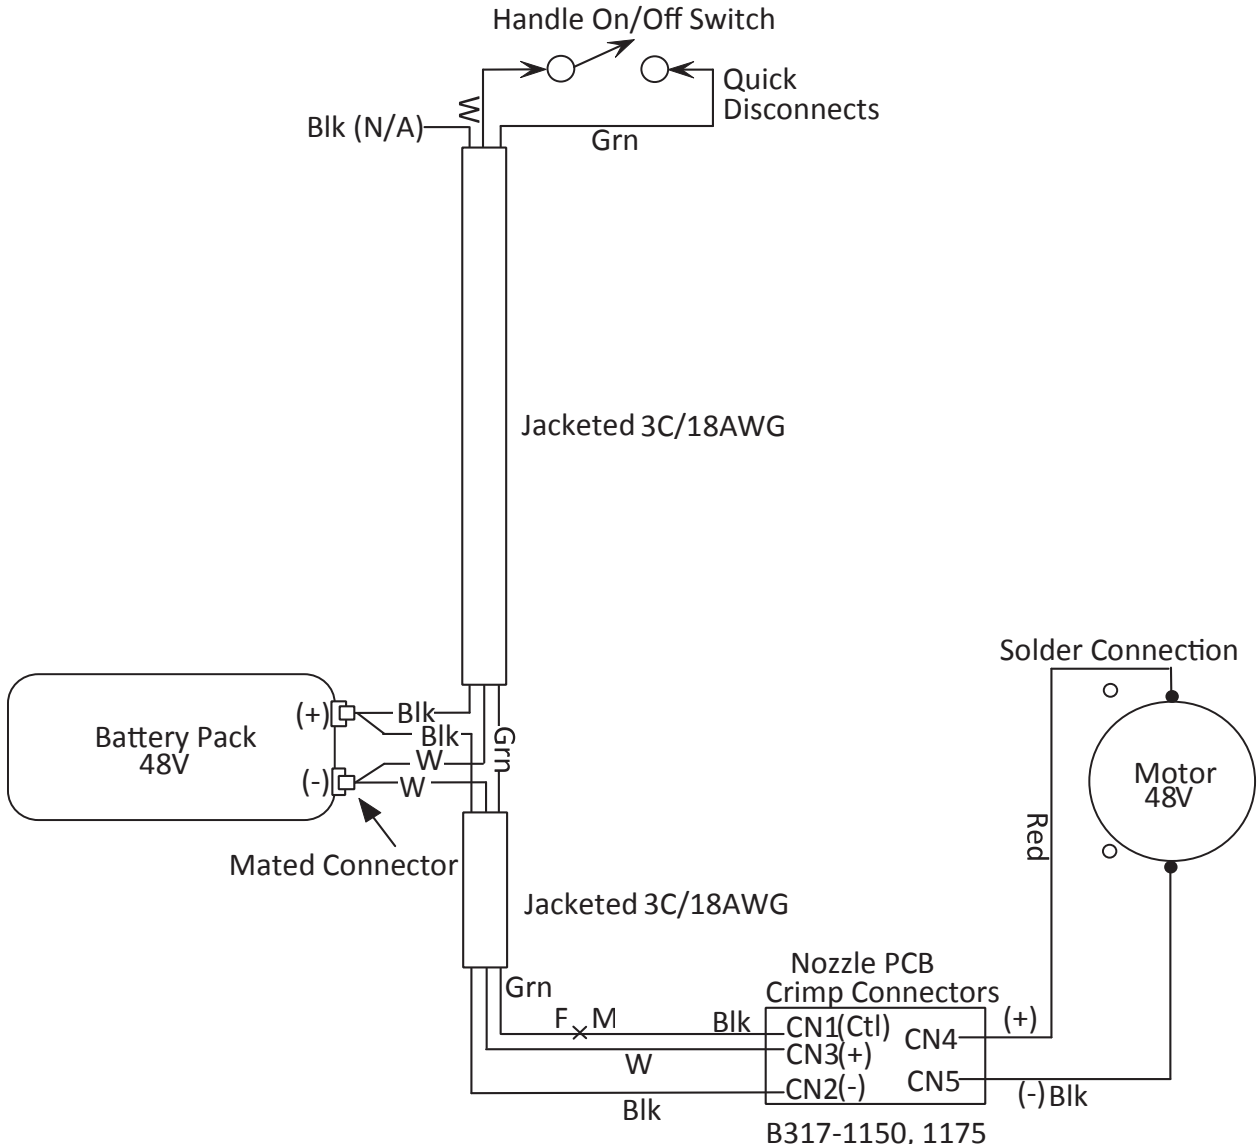 Handle On/Off Switch
Quick
Disconnects
W
Blk (N/A)
Grn
Jacketed 3C/18AWG
Solder Connection
(+)
Blk
Battery Pack
48V
Blk
Grn
W
(-)
W
Motor
48V
Red
Mated Connector
Jacketed 3C/18AWG
Nozzle PCB
Crimp Connectors
Grn
F M
Blk
CN1(Ctl)
CN4
(+)
CN3(+)
W
CN2(-)
CN5
(-) Blk
Blk
B317-1150, 1175